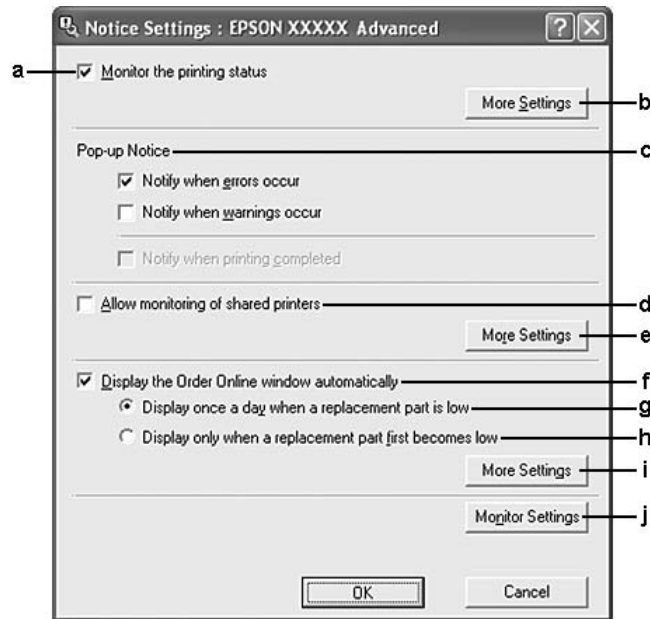 Notice Settings : EPSON XXXXX Advanced
a Monitor the printing status
More Settings b
Pop-up Notice c
Notify when errors occur
Notify when warnings occur
Notify when printing completed
Allow monitoring of shared printers d
More Settings e
Display the Order Online window automatically f
Display once a day when a replacement part is low g
Display only when a replacement part first becomes low h
More Settings i
Monitor Settings j
OK Cancel